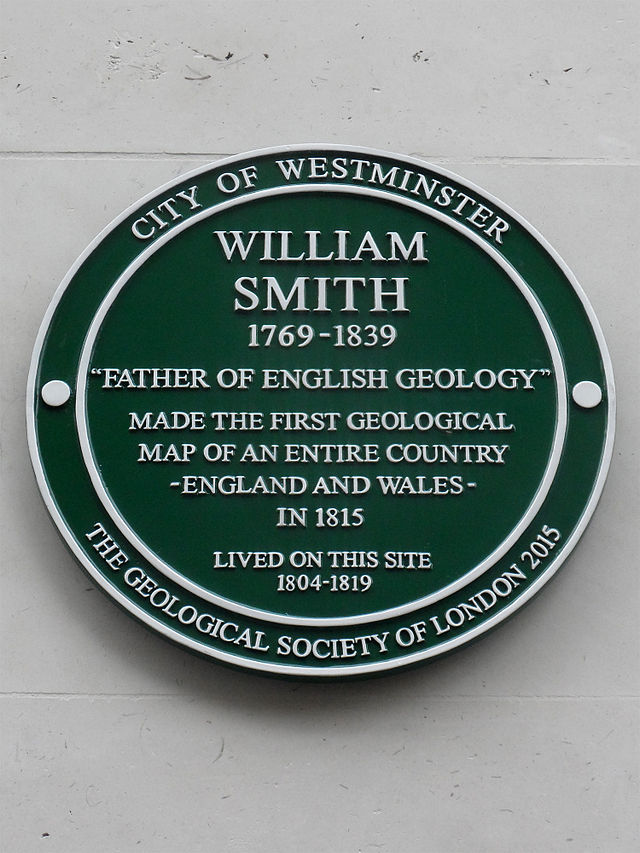 CITY OF WESTMINSTER
WILLIAM
SMITH
1769-1839
"FATHER OF ENGLISH GEOLOGY"
MADE THE FIRST GEOLOGICAL
MAP OF AN ENTIRE COUNTRY
-ENGLAND AND WALES-
IN 1815
LIVED ON THIS SITE
1804-1819
THE GEOLOGICAL SOCIETY OF LONDON 2015